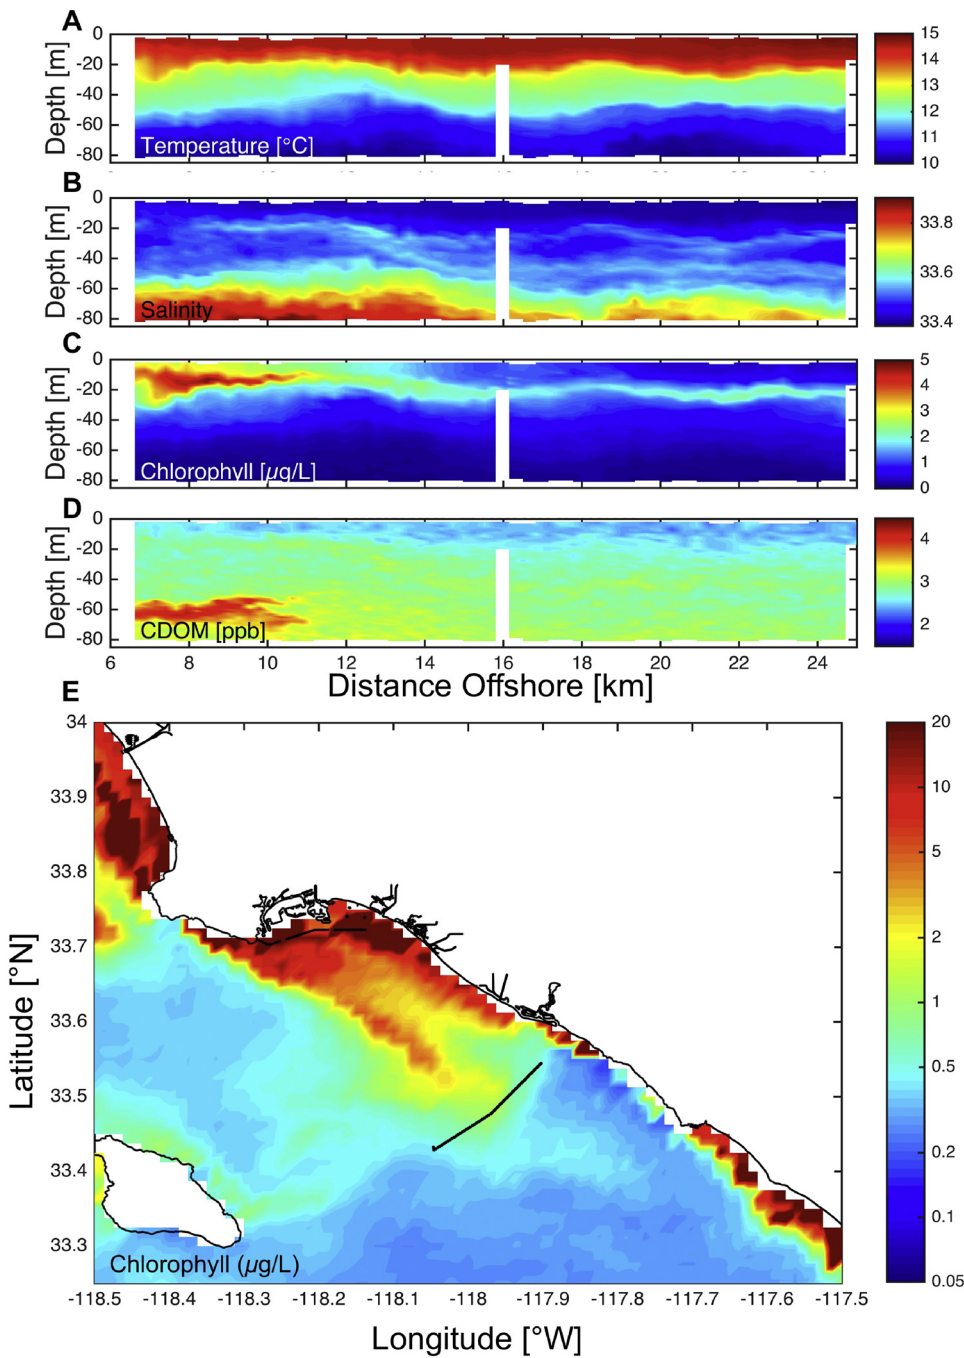 A
0
-20
-40
-60
-80
Depth [m]
Temperature [°C]
15
14
13
12
11
10
B
0
-20
-40
-60
-80
Depth [m]
Salinity
33.8
33.6
33.4
C
0
-20
-40
-60
-80
Depth [m]
Chlorophyll [µg/L]
5
4
3
2
1
0
D
0
-20
-40
-60
-80
Depth [m]
CDOM [ppb]
4
3
2
6 8 10 12 14 16 18 20 22 24
Distance Offshore [km]
E
34
33.9
33.8
33.7
33.6
33.5
33.4
33.3
Latitude [°N]
Chlorophyll (µg/L)
20
10
5
2
1
0.5
0.2
0.1
0.05
-118.5 -118.4 -118.3 -118.2 -118.1 -118 -117.9 -117.8 -117.7 -117.6 -117.5
Longitude [°W]